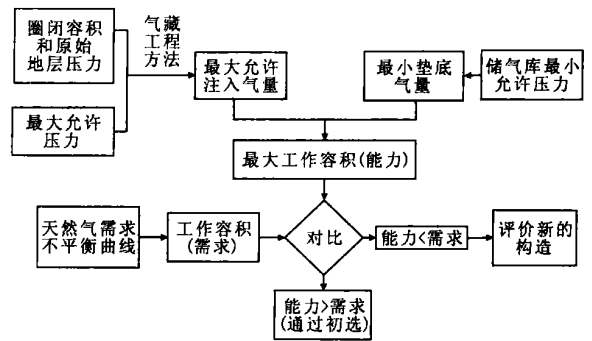 圈闭容积
和原始
地层压力
气藏
工程
方法
最大允许
压力
最大允许
注入气量
最小垫底
气量
储气库最小
允许压力
最大工作容积(能力)
天然气需求
不平衡曲线
工作容积
(需求)
对比
能力<需求
评价新的
构造
能力>需求
(通过初选)